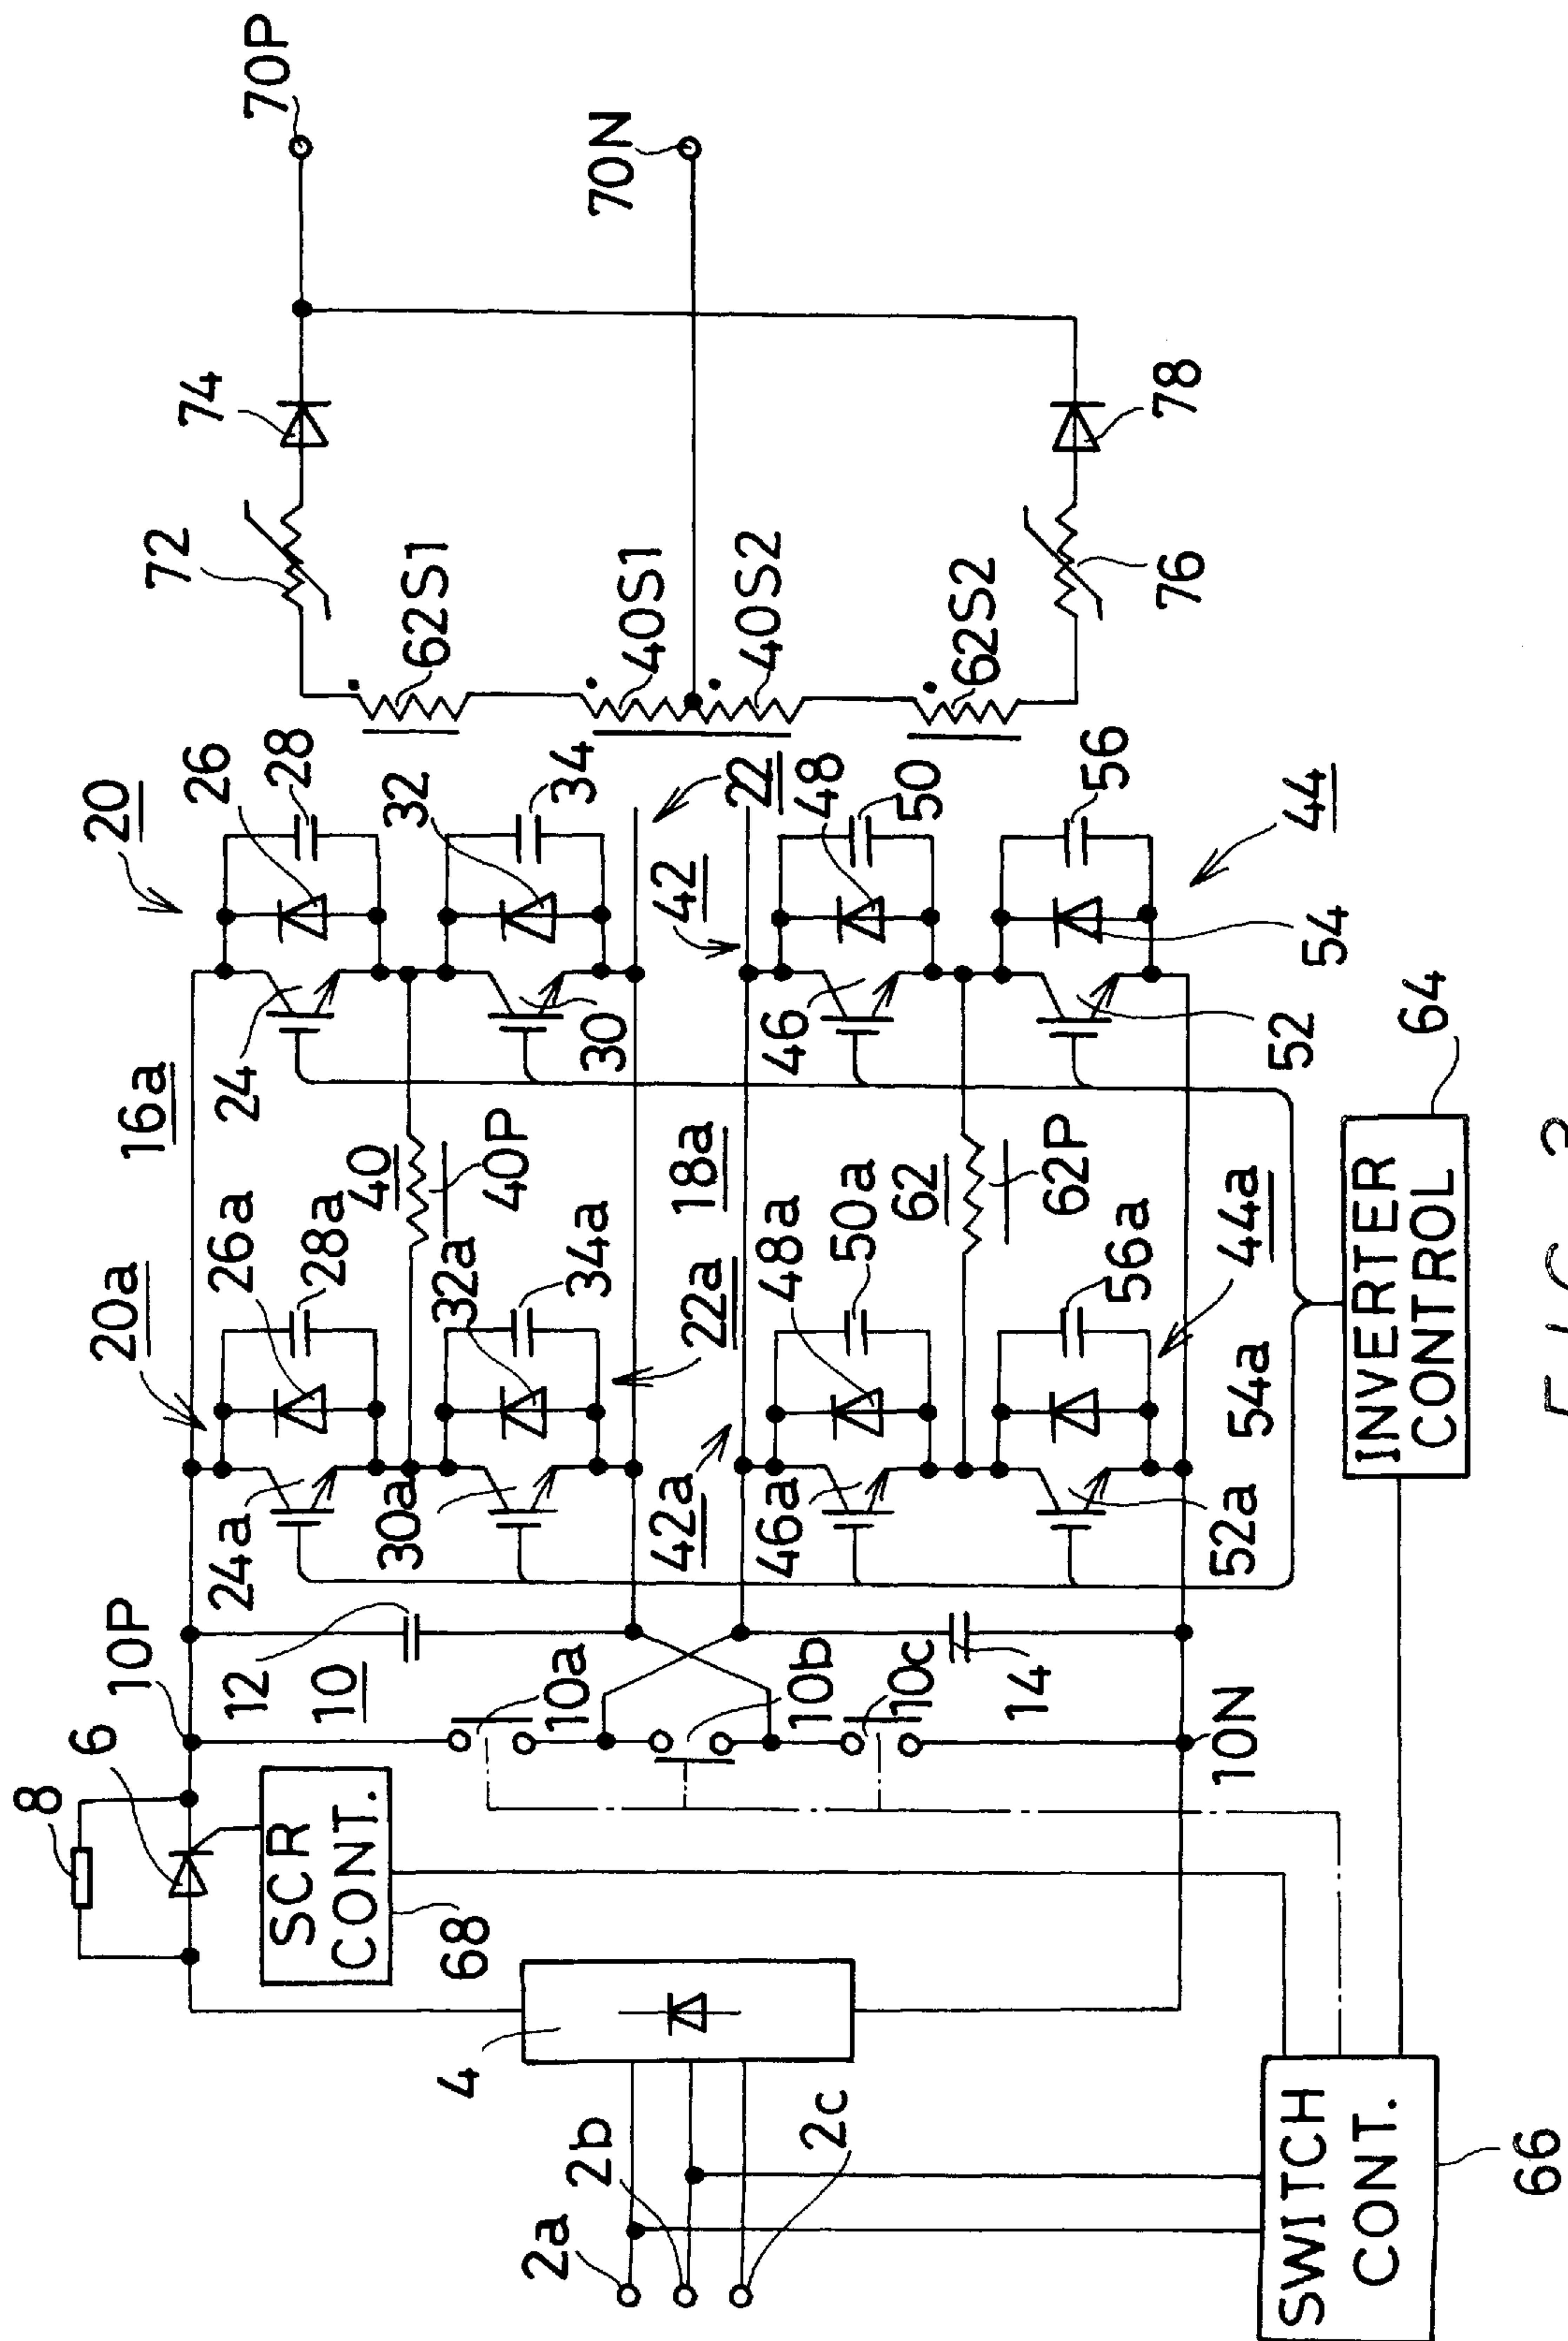 70P
70N
74
78
72
76
62S1
40S1
40S2
62S2
20
26
28
32
34
22
42
48
50
56
44
24
30
46
52
54
64
16a
40
40P
18a
62
62P
20a
26a
28a
32a
34a
22a
48a
50a
56a
44a
24a
30a
42a
46a
52a
54a
INVERTER
CONTROL
10P
12
10
10a
10b
10c
14
10N
6
8
SCR
CONT.
68
4
2a
2b
2c
SWITCH
CONT.
66